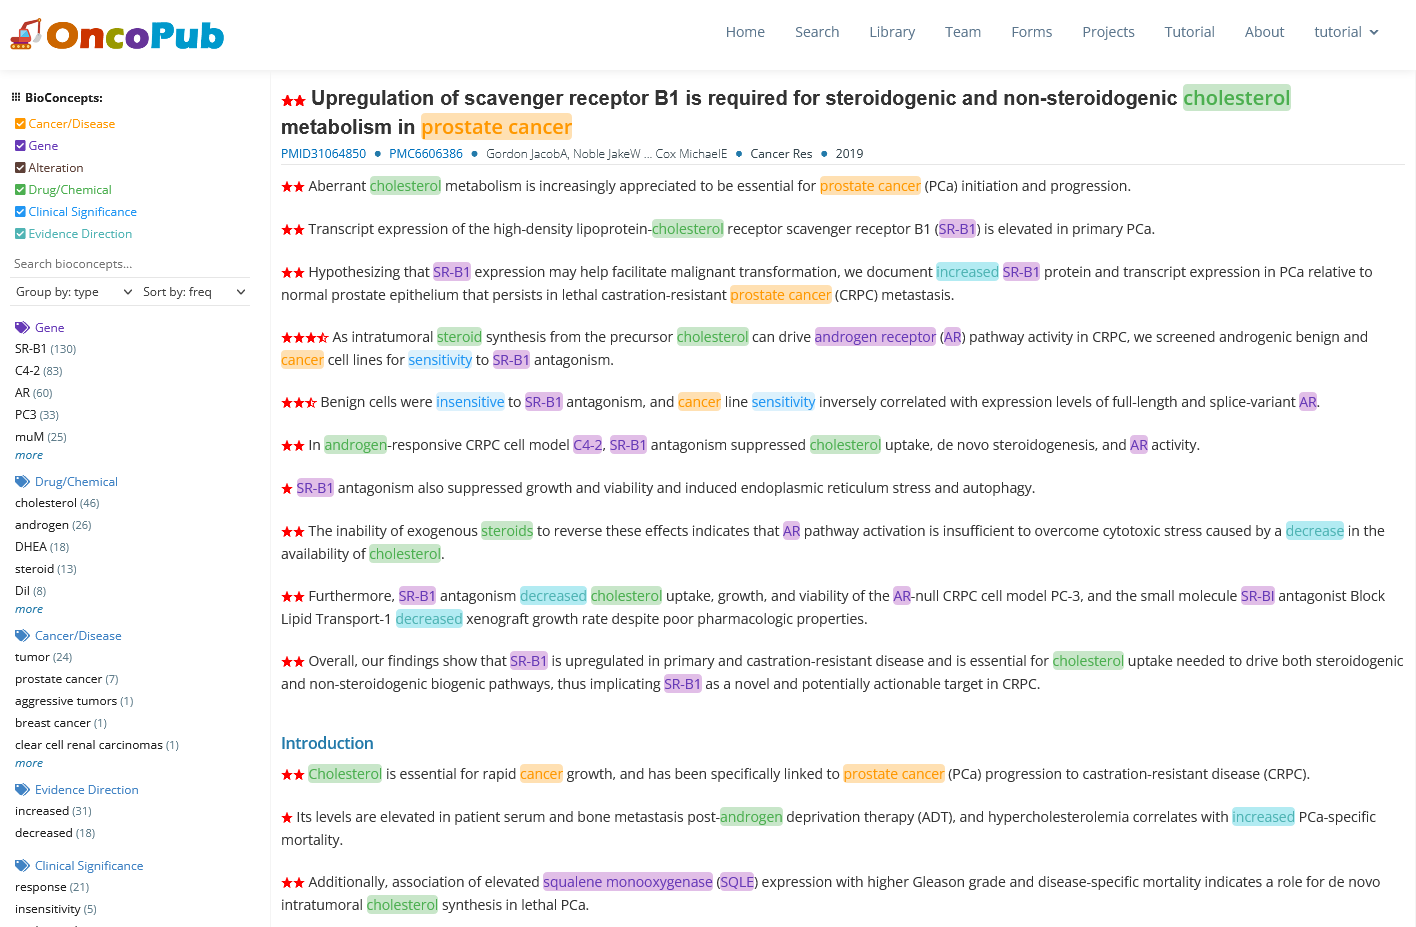 OncoPub
Home Search Library Team Forms Projects Tutorial About tutorial
BioConcepts:
Cancer/Disease
Gene
Alteration
Drug/Chemical
Clinical Significance
Evidence Direction
Search bioconcepts...
Group by: type Sort by: freq
Gene
SR-B1 (130)
C4-2 (83)
AR (60)
PC3 (33)
muM (25)
more
Drug/Chemical
cholesterol (46)
androgen (26)
DHEA (18)
steroid (13)
Dil (8)
more
Cancer/Disease
tumor (24)
prostate cancer (7)
aggressive tumors (1)
breast cancer (1)
clear cell renal carcinomas (1)
more
Evidence Direction
increased (31)
decreased (18)
Clinical Significance
response (21)
insensitivity (5)
Upregulation of scavenger receptor B1 is required for steroidogenic and non-steroidogenic cholesterol
metabolism in prostate cancer
PMID31064850 • PMC6606386 • Gordon JacobA, Noble JakeW ... Cox MichaelE • Cancer Res • 2019
Aberrant cholesterol metabolism is increasingly appreciated to be essential for prostate cancer (PCa) initiation and progression.
Transcript expression of the high-density lipoprotein-cholesterol receptor scavenger receptor B1 (SR-B1) is elevated in primary PCa.
Hypothesizing that SR-B1 expression may help facilitate malignant transformation, we document increased SR-B1 protein and transcript expression in PCa relative to
normal prostate epithelium that persists in lethal castration-resistant prostate cancer (CRPC) metastasis.
As intratumoral steroid synthesis from the precursor cholesterol can drive androgen receptor (AR) pathway activity in CRPC, we screened androgenic benign and
cancer cell lines for sensitivity to SR-B1 antagonism.
Benign cells were insensitive to SR-B1 antagonism, and cancer line sensitivity inversely correlated with expression levels of full-length and splice-variant AR.
In androgen-responsive CRPC cell model C4-2, SR-B1 antagonism suppressed cholesterol uptake, de novo steroidogenesis, and AR activity.
SR-B1 antagonism also suppressed growth and viability and induced endoplasmic reticulum stress and autophagy.
The inability of exogenous steroids to reverse these effects indicates that AR pathway activation is insufficient to overcome cytotoxic stress caused by a decrease in the
availability of cholesterol.
Furthermore, SR-B1 antagonism decreased cholesterol uptake, growth, and viability of the AR-null CRPC cell model PC-3, and the small molecule SR-BI antagonist Block
Lipid Transport-1 decreased xenograft growth rate despite poor pharmacologic properties.
Overall, our findings show that SR-B1 is upregulated in primary and castration-resistant disease and is essential for cholesterol uptake needed to drive both steroidogenic
and non-steroidogenic biogenic pathways, thus implicating SR-B1 as a novel and potentially actionable target in CRPC.
Introduction
Cholesterol is essential for rapid cancer growth, and has been specifically linked to prostate cancer (PCa) progression to castration-resistant disease (CRPC).
Its levels are elevated in patient serum and bone metastasis post-androgen deprivation therapy (ADT), and hypercholesterolemia correlates with increased PCa-specific
mortality.
Additionally, association of elevated squalene monooxygenase (SQLE) expression with higher Gleason grade and disease-specific mortality indicates a role for de novo
intratumoral cholesterol synthesis in lethal PCa.